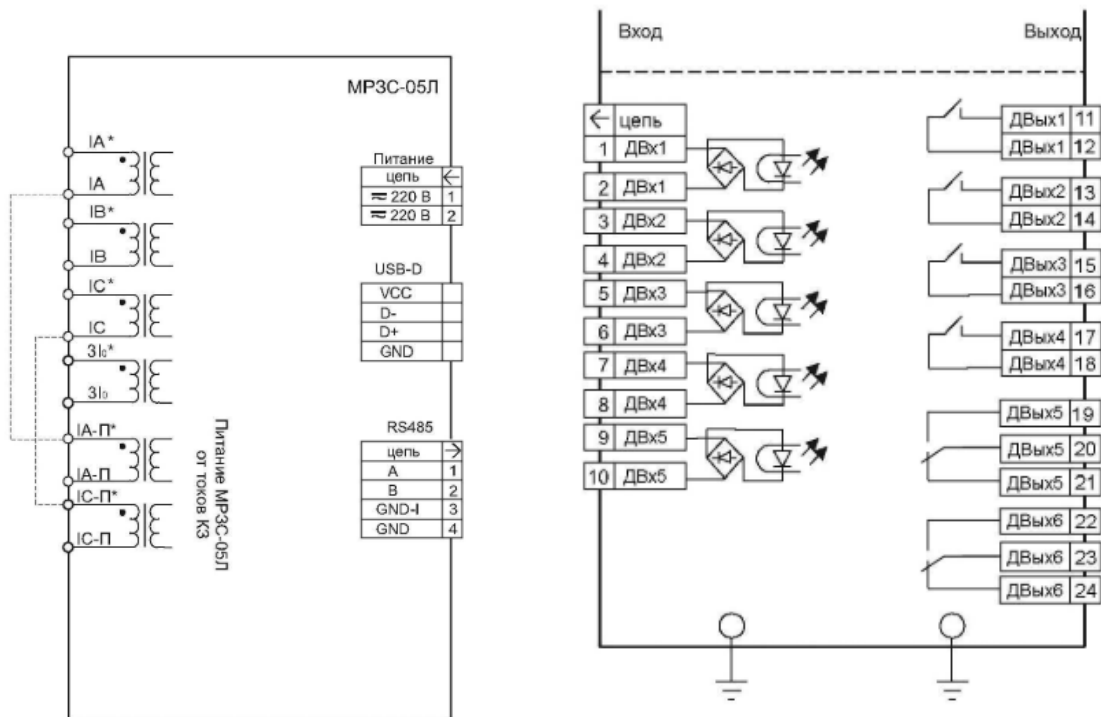 МРЗС-05Л
IA*
IA
IB*
IB
IC*
IC
3I₀*
3I₀
IA-П*
IA-П
IC-П*
IC-П
Питание МРЗС-05Л
от токов КЗ
Питание
цепь ←
≂ 220 В 1
≂ 220 В 2
USB-D
VCC
D-
D+
GND
RS485
цепь →
A 1
B 2
GND-I 3
GND 4
Вход
Выход
← цепь
1 ДВх1
2 ДВх1
3 ДВх2
4 ДВх2
5 ДВх3
6 ДВх3
7 ДВх4
8 ДВх4
9 ДВх5
10 ДВх5
ДВых1 11
ДВых1 12
ДВых2 13
ДВых2 14
ДВых3 15
ДВых3 16
ДВых4 17
ДВых4 18
ДВых5 19
ДВых5 20
ДВых5 21
ДВых6 22
ДВых6 23
ДВых6 24